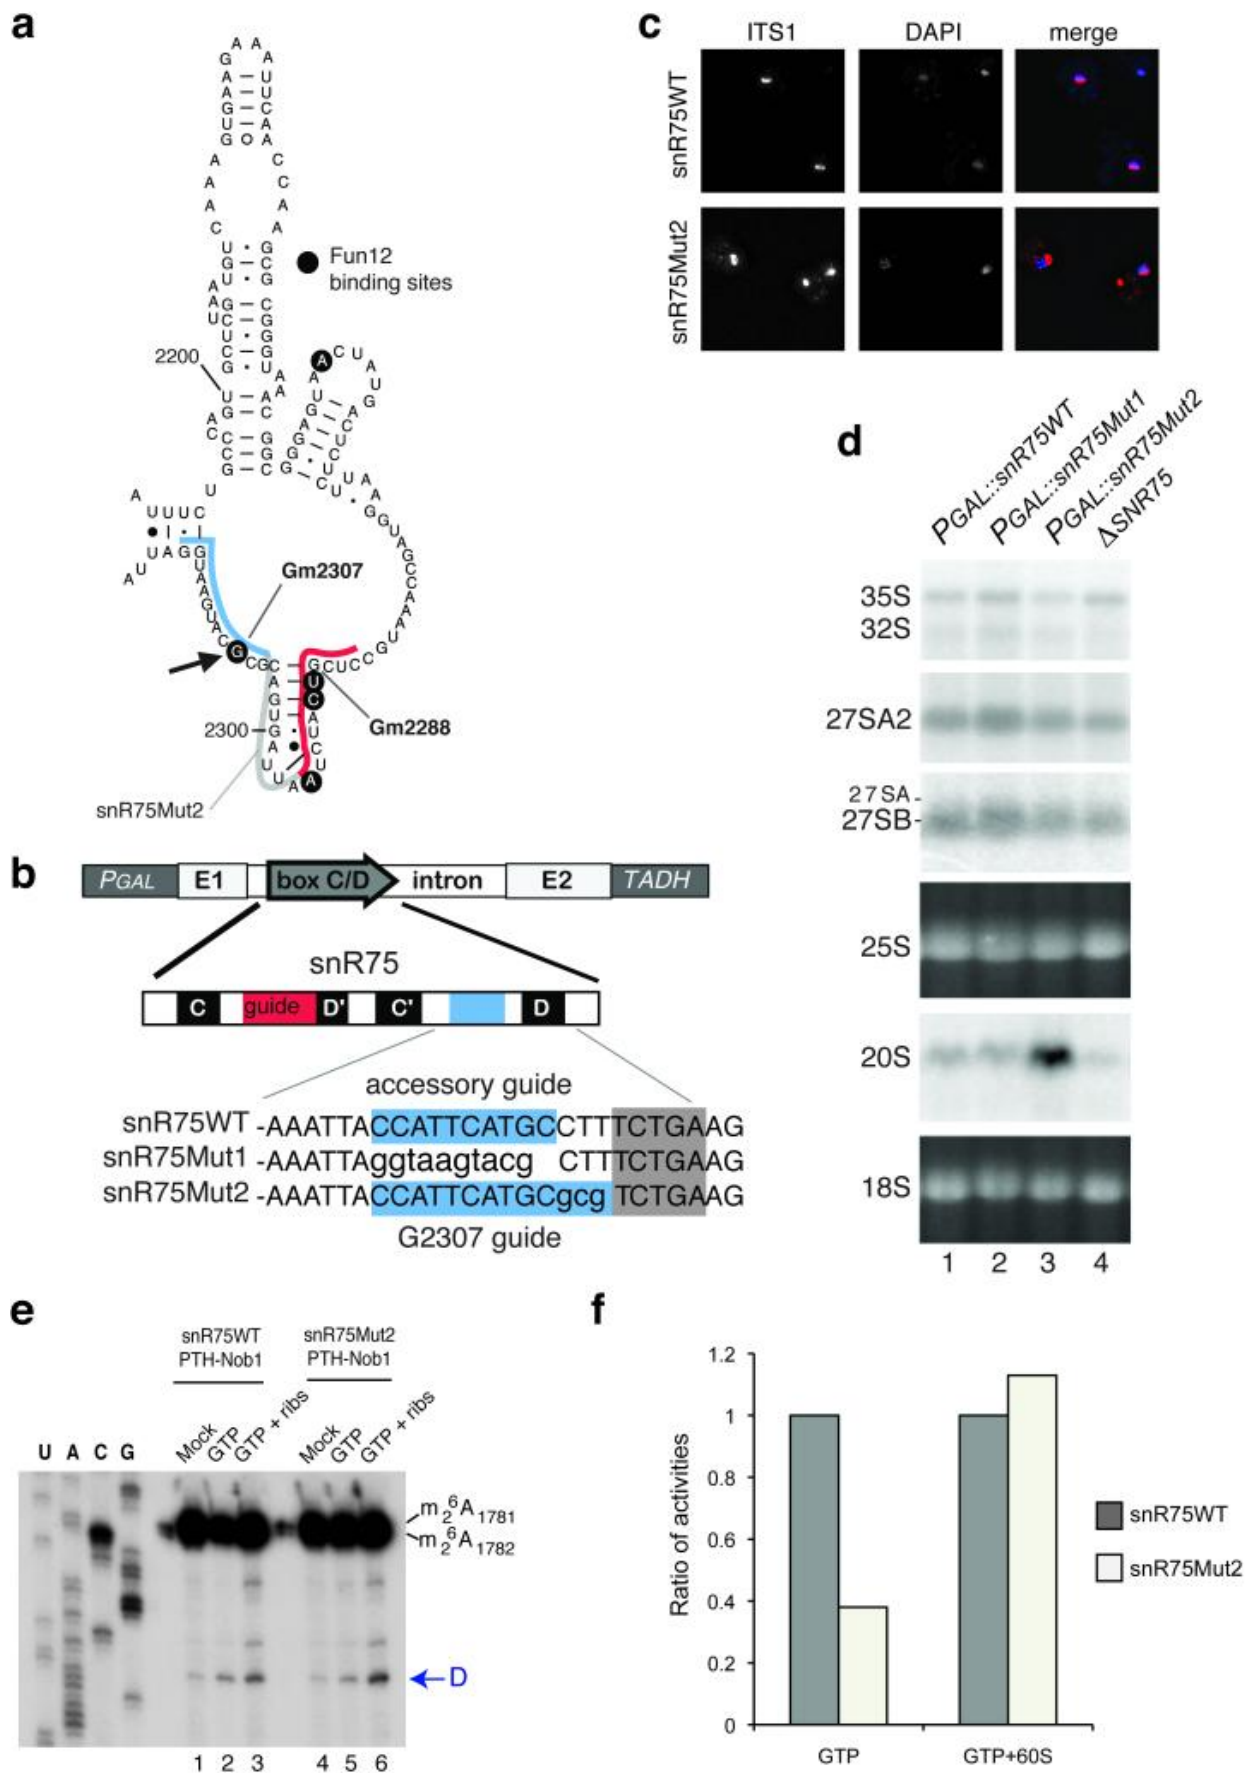 a
Fun12
binding sites
2200
Gm2307
2300
Gm2288
snR75Mut2
b
PGAL E1 box C/D intron E2 TADH
snR75
C guide D' C' D
accessory guide
snR75WT -AAATTACCATTCATGCCTTTCTGAAG
snR75Mut1 -AAATTAggtaagtacg CTTTCTGAAG
snR75Mut2 -AAATTACCATTCATGCgcgTCTGAAG
G2307 guide
c
ITS1 DAPI merge
snR75WT
snR75Mut2
d
PGAL::snR75WT
PGAL::snR75Mut1
PGAL::snR75Mut2
ΔSNR75
35S
32S
27SA2
27SA
27SB
25S
20S
18S
1 2 3 4
e
snR75WT
PTH-Nob1
snR75Mut2
PTH-Nob1
Mock
GTP
GTP + ribs
Mock
GTP
GTP + ribs
U A C G
m₂⁶A₁₇₈₁
m₂⁶A₁₇₈₂
D
1 2 3 4 5 6
f
Ratio of activities
1.2
1
0.8
0.6
0.4
0.2
0
GTP GTP+60S
snR75WT
snR75Mut2